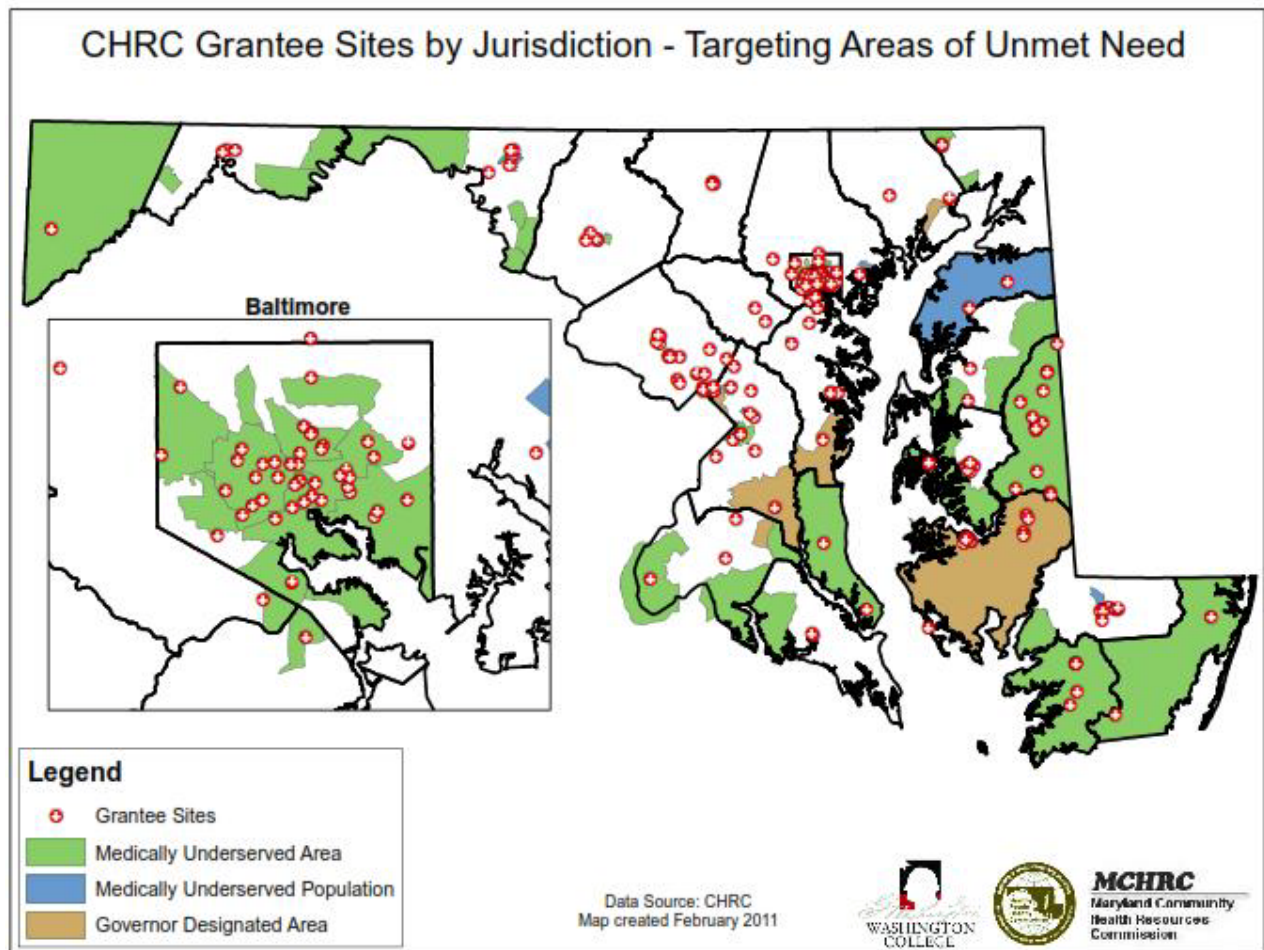 CHRC Grantee Sites by Jurisdiction - Targeting Areas of Unmet Need
Baltimore
Legend
Grantee Sites
Medically Underserved Area
Medically Underserved Population
Governor Designated Area
Data Source: CHRC
Map created February 2011
WASHINGTON
COLLEGE
MCHRC
Maryland Community
Health Resources
Commission